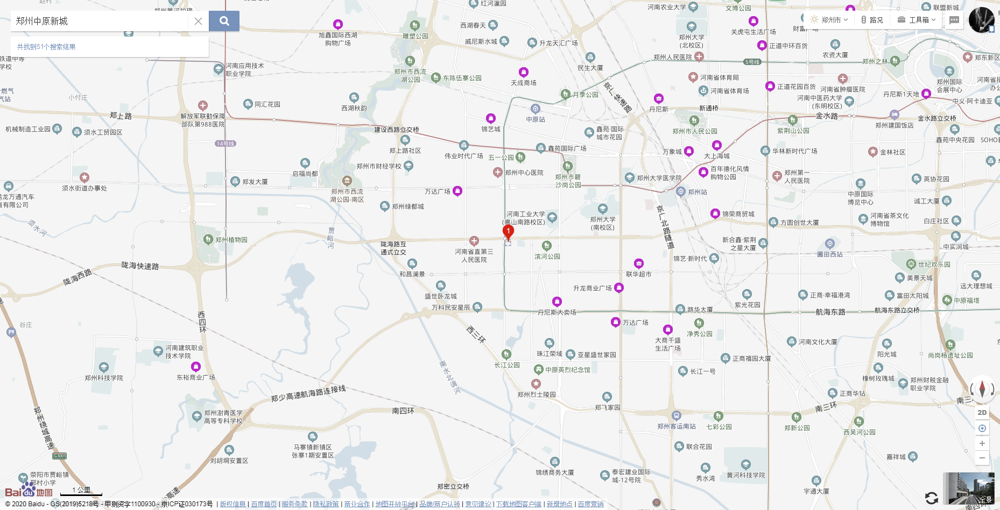 郑州中原新城
共找到51个搜索结果
郑州市
路况
工具箱
红河瀛园
河南农业大学
文博公园
联盟新城
西湖春天
旭鑫国际西湖
购物广场
雕塑公园
威尼斯水城
升龙天汇广场
郑州大学
(北校区)
关虎屯生活广场
正道中环百货
农资大厦
郑州人民医院
5号线
郑州之林
郑东新区
河南应用技术
职业学院
郑州市西流
湖公园
东陈伍寨公园
天成商场
民生大厦
河南省体育局
河南省体育场
正道花园百货
河南省肿瘤医院
郑州国际
会展中心
小付庄
同汇花园
西湖秋韵
月季公园
京广快速路
丹尼斯
河南中医药大学
(东明校区)
丹尼斯1天地
中义·阿卡迪亚
郑上路
解放军联勤保障
部队第988医院
中原站
新通桥
金水路
金水路立交桥
机械制造工业园
须水工贸园区
建设西路立交桥
锦艺城
鑫苑·国际
城市花园
郑州市人民公园
紫荆山公园
郑州建国饭店
鑫苑中央花园
14号线
郑上路社区
伟业时代广场
五一公园
鑫苑国际广场
万象城
大上海城
华林新时代广场
金林社区
启福尚都
郑州市财经学校
郑州中心医院
郑州市碧
沙岗公园
郑州大学医学院
百年德化风情
购物公园
郑州第一
人民医院
英协花园
须水街道办事处
郑发大厦
郑州市西流
湖公园-南区
万达广场
郑州站
中原国际
博览中心
诚工大厦
郑州绿都城
河南工业大学
(嵩山南路校区)
郑州大学
(南校区)
京广北路隧道
锦荣商贸城
方圆创世大厦
河南省茶文化
博物馆
白庄社区
须水河
贾峪河
郑州植物园
1
陇海路互
通式立交
河南省直第三
人民医院
滨河公园
新合鑫·紫荆
之星大厦
圃田西站
中实润城
陇海快速路
陇海西路
和昌澜景
联华超市
锦艺·新时代
世纪欢乐园
美景天城
远大理想城
盛世卧龙城
升龙商业广场
万科民安星辰
丹尼斯大卖场
紫光花园
正商·幸福港湾
富田太阳城
中原福塔
路华大厦
航海东路
航海东路立交桥
谷庄
西四环
西三环
万达广场
大商千盛
生活广场
净秀公园
河南建筑职业
技术学院
珠江荣域
亚星盛世家园
河南文化大厦
阳光城
尚岗杨遗址公园
长江公园
正商禧园大厦
郑州科技学院
东裕商业广场
南水北调河
中原英烈纪念馆
长江一号
橡树玫瑰城
郑州财税金融
职业学院
郑州烈士陵园
郑少高速航海路连接线
郑飞家园
正商华钻
南三环
郑州绕城高速
郑州澍青医学
高等专科学校
南四环
郑州客运南站
七彩公园
郑新公园
西吴河公园
2D
G3001
刘胡垌安置区
马寨镇新镇区
张寨1期安置区
联合花园
嘉祥城
荥阳市贾峪镇
邢村小学
锦绣商务大厦
泰宏建业国际
城-12号院
秀水湾
黄河科技学院
宇通大厦
郑密立交桥
全景
Baidu地图
1 公里
© 2020 Baidu - GS(2019)5218号 - 甲测资字1100930 - 京ICP证030173号 | 版权信息 | 百度首页 | 服务条款 | 隐私政策 | 商业合作 | 地图开放平台 | 品牌/商户认领 | 意见建议 | 下载地图客户端 | 新增地点 | 百度营销